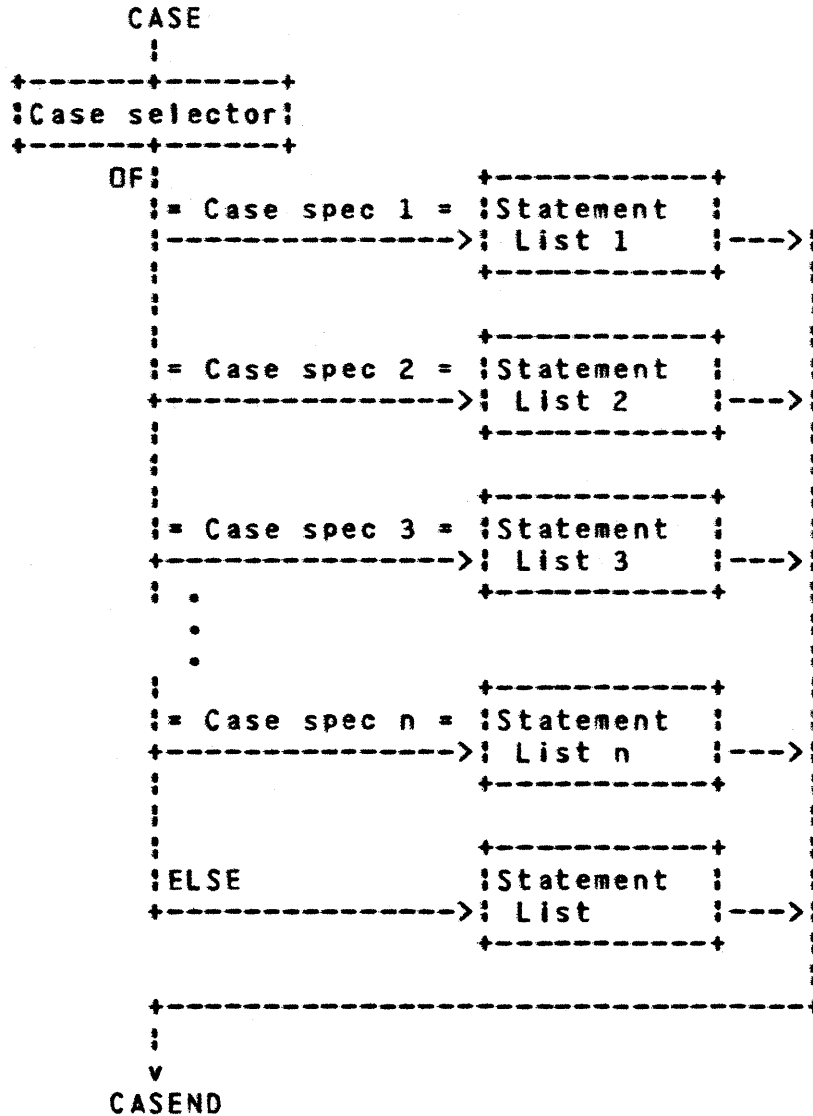 CASE
Case selector
OF
= Case spec 1 = Statement
List 1
= Case spec 2 = Statement
List 2
= Case spec 3 = Statement
List 3
.
.
.
= Case spec n = Statement
List n
ELSE Statement
List
v
CASEND